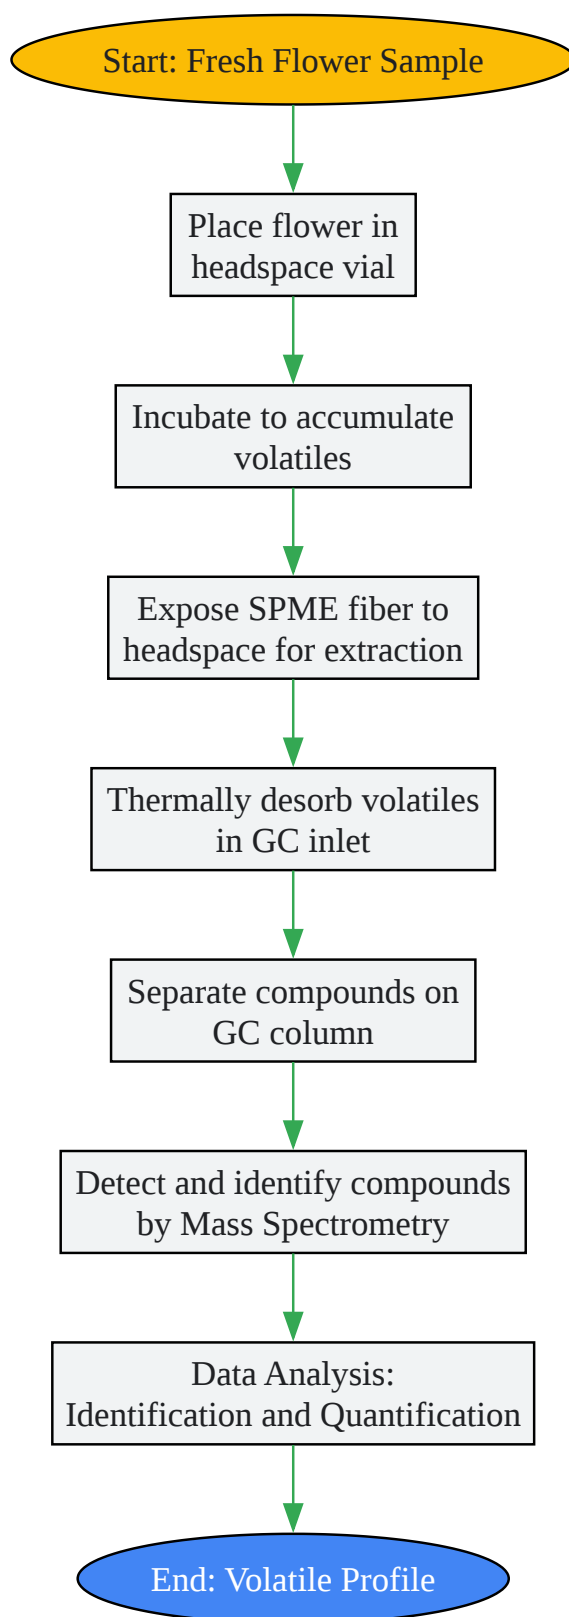 Start: Fresh Flower Sample
Place flower in
headspace vial
Incubate to accumulate
volatiles
Expose SPME fiber to
headspace for extraction
Thermally desorb volatiles
in GC inlet
Separate compounds on
GC column
Detect and identify compounds
by Mass Spectrometry
Data Analysis:
Identification and Quantification
End: Volatile Profile